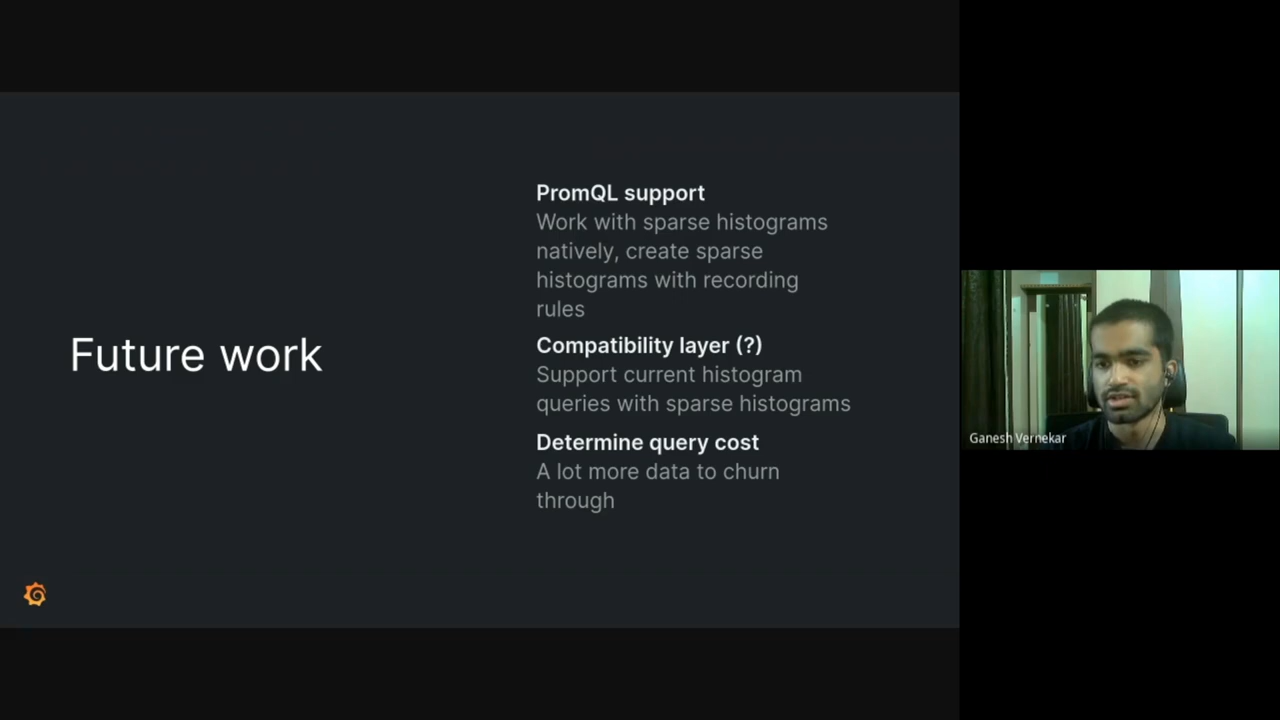 Future work
PromQL support
Work with sparse histograms
natively, create sparse
histograms with recording
rules
Compatibility layer (?)
Support current histogram
queries with sparse histograms
Determine query cost
A lot more data to churn
through
Ganesh Vernekar